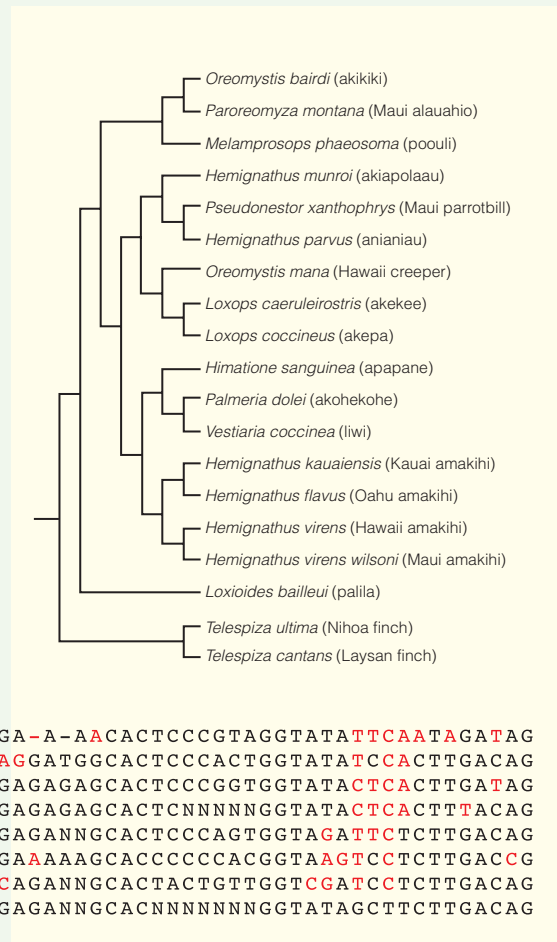 Oreomystis bairdi (akikiki)
Paroreomyza montana (Maui alauahio)
Melamprosops phaeosoma (poouli)
Hemignathus munroi (akiapolaau)
Pseudonestor xanthophrys (Maui parrotbill)
Hemignathus parvus (anianiau)
Oreomystis mana (Hawaii creeper)
Loxops caeruleirostris (akekee)
Loxops coccineus (akepa)
Himatione sanguinea (apapane)
Palmeria dolei (akohekohe)
Vestiaria coccinea (liwi)
Hemignathus kauaiensis (Kauai amakihi)
Hemignathus flavus (Oahu amakihi)
Hemignathus virens (Hawaii amakihi)
Hemignathus virens wilsoni (Maui amakihi)
Loxioides bailleui (palila)
Telespiza ultima (Nihoa finch)
Telespiza cantans (Laysan finch)
GA-A-AACACTCCCGTAGGTATATTCAATAGATAG
AGGATGGCACTCCCACTGGTATATCCACTTGACAG
GAGAGAGCACTCCCGGTGGTATACTCACTTGATAG
GAGAGAGCACTCNNNNNGGTATACTCACTTTACAG
GAGANNGCACTCCCAGTGGTAGATTCTCTTGACAG
GAAAAAGCACCCCCCACGGTAAGTCCTCTTGACCG
CAGANNGCACTACTGTTGGTCGATCCTCTTGACAG
GAGANNGCACNNNNNNNGGTATAGCTTCTTGACAG